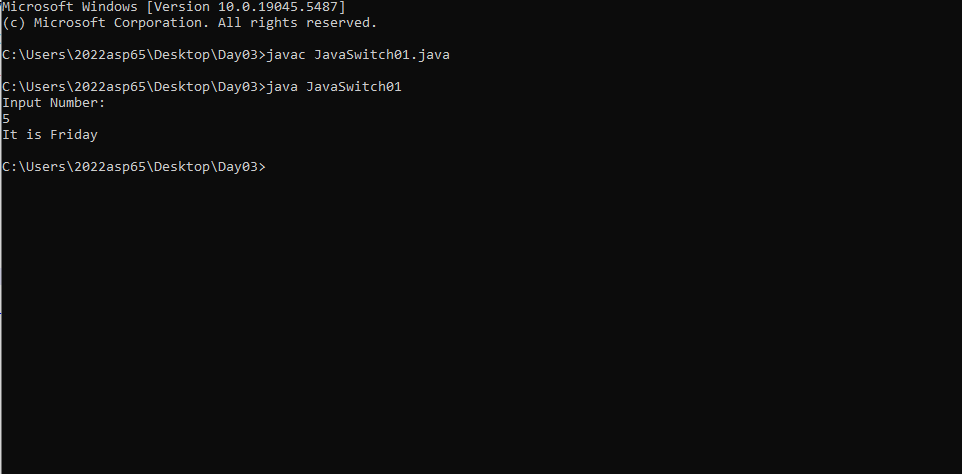 Microsoft Windows [Version 10.0.19045.5487]
(c) Microsoft Corporation. All rights reserved.
C:\Users\2022asp65\Desktop\Day03>javac JavaSwitch01.java
C:\Users\2022asp65\Desktop\Day03>java JavaSwitch01
Input Number:
5
It is Friday
C:\Users\2022asp65\Desktop\Day03>